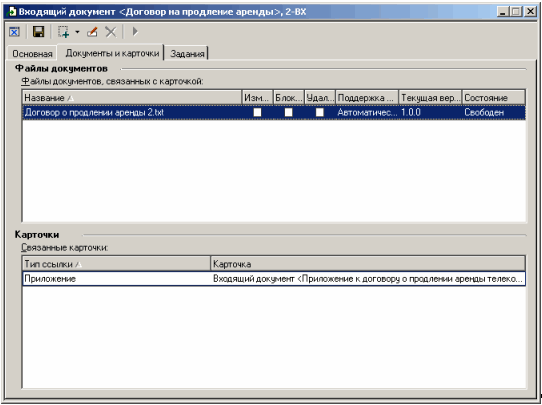 Входящий документ <Договор на продление аренды>, 2-ВХ
Основная Документы и карточки Задания
Файлы документов
Файлы документов, связанных с карточкой:
Название Изм... Блок... Удал... Поддержка ... Текущая вер... Состояние
Договор о продлении аренды 2.txt Автоматичес... 1.0.0 Свободен
Карточки
Связанные карточки:
Тип ссылки Карточка
Приложение Входящий документ <Приложение к договору о продлении аренды телеко...